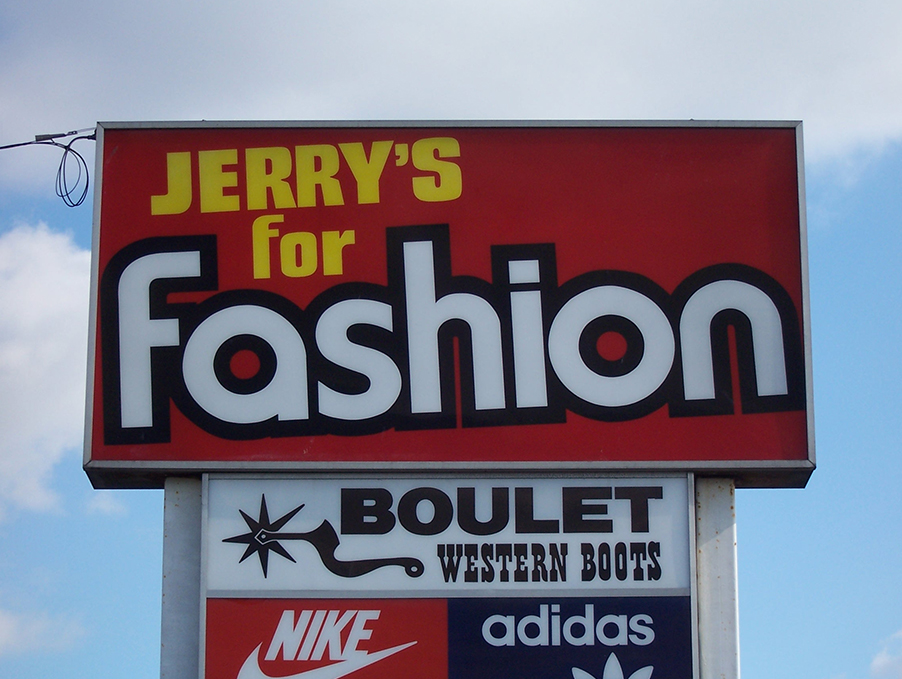 JERRY'S
for
fashion
BOULET
WESTERN BOOTS
NIKE
adidas